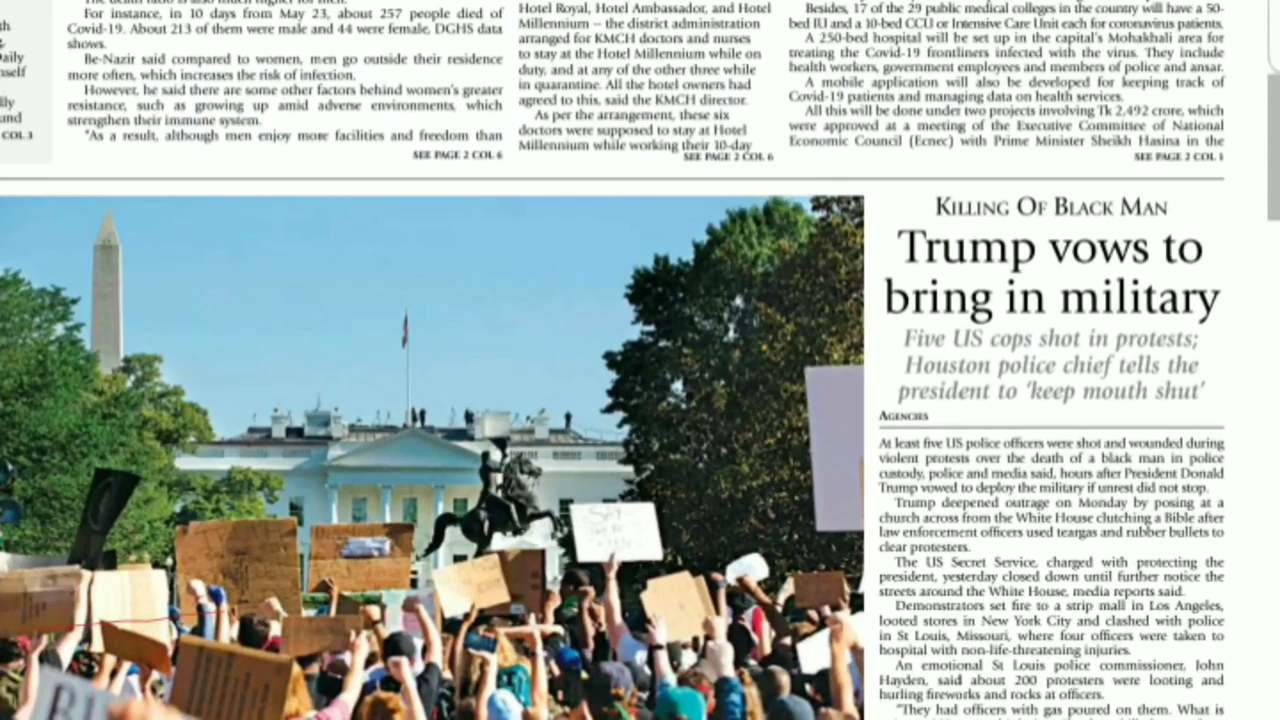 For instance, in 10 days from May 23, about 257 people died of
Covid-19. About 213 of them were male and 44 were female, DGHS data
shows.
Be-Nazir said compared to women, men go outside their residence
more often, which increases the risk of infection.
However, he said there are some other factors behind women's greater
resistance, such as growing up amid adverse environments, which
strengthen their immune system.
"As a result, although men enjoy more facilities and freedom than
SEE PAGE 2 COL 6
COL 3
Hotel Royal, Hotel Ambassador, and Hotel
Millennium -- the district administration
arranged for KMCH doctors and nurses
to stay at the Hotel Millennium while on
duty, and at any of the other three while
in quarantine. All the hotel owners had
agreed to this, said the KMCH director.
As per the arrangement, these six
doctors were supposed to stay at Hotel
Millennium while working their 10-day
SEE PAGE 2 COL 6
Besides, 17 of the 29 public medical colleges in the country will have a 50-
bed IU and a 10-bed CCU or Intensive Care Unit each for coronavirus patients.
A 250-bed hospital will be set up in the capital's Mohakhali area for
treating the Covid-19 frontliners infected with the virus. They include
health workers, government employees and members of police and ansar.
A mobile application will also be developed for keeping track of
Covid-19 patients and managing data on health services.
All this will be done under two projects involving Tk 2,492 crore, which
were approved at a meeting of the Executive Committee of National
Economic Council (Ecnec) with Prime Minister Sheikh Hasina in the
SEE PAGE 2 COL 1
KILLING OF BLACK MAN
Trump vows to
bring in military
Five US cops shot in protests;
Houston police chief tells the
president to 'keep mouth shut'
AGENCIES
At least five US police officers were shot and wounded during
violent protests over the death of a black man in police
custody, police and media said, hours after President Donald
Trump vowed to deploy the military if unrest did not stop.
Trump deepened outrage on Monday by posing at a
church across from the White House clutching a Bible after
law enforcement officers used teargas and rubber bullets to
clear protesters.
The US Secret Service, charged with protecting the
president, yesterday closed down until further notice the
streets around the White House, media reports said.
Demonstrators set fire to a strip mall in Los Angeles,
looted stores in New York City and clashed with police
in St Louis, Missouri, where four officers were taken to
hospital with non-life-threatening injuries.
An emotional St Louis police commissioner, John
Hayden, said about 200 protesters were looting and
hurling fireworks and rocks at officers.
"They had officers with gas poured on them. What is